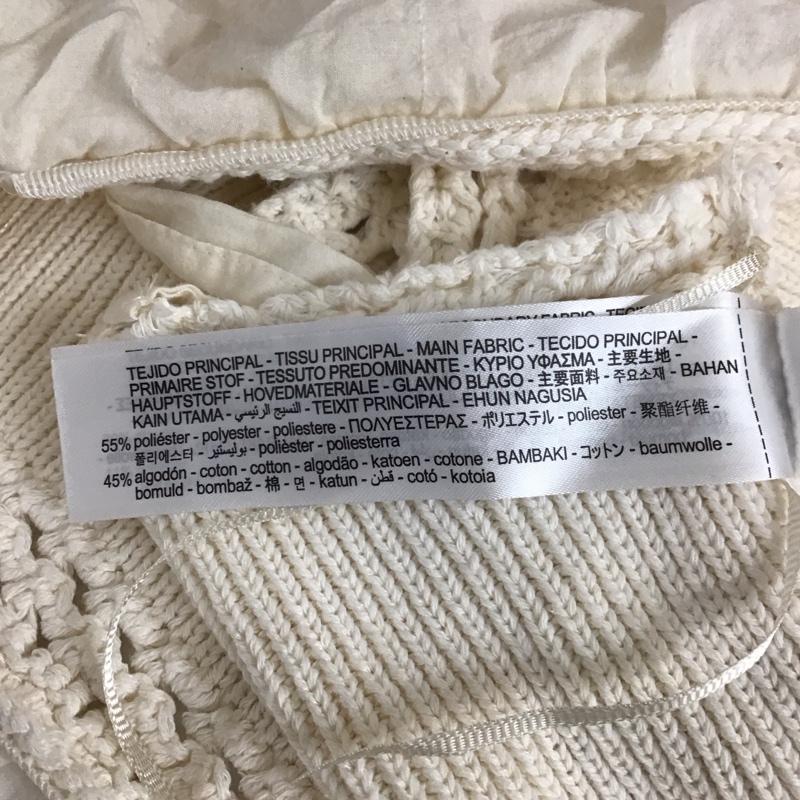 FABRIC -
TEJIDO PRINCIPAL - TISSU PRINCIPAL - MAIN FABRIC - TECIDO PRINCIPAL -
PRIMAIRE STOF - TESSUTO PREDOMINANTE - ΚΥΡΙΟ ΥΦΑΣΜΑ - 主要生地 -
HAUPTSTOFF - HOVEDMATERIALE - GLAVNO BLAGO - 主要面料 - 주요소재 - BAHAN
KAIN UTAMA - النسيج الرئيسي - TEIXIT PRINCIPAL - EHUN NAGUSIA
55% poliéster - polyester - poliestere - ΠΟΛΥΕΣΤΕΡΑΣ - ポリエステル - poliester - 聚酯纤维 -
폴리에스터 - بوليستير - polièster - poliesterra
45% algodón - coton - cotton - algodão - katoen - cotone - BAMBAKI - コットン - baumwolle -
bomuld - bombaž - 棉 - 면 - katun - قطن - cotó - kotoia